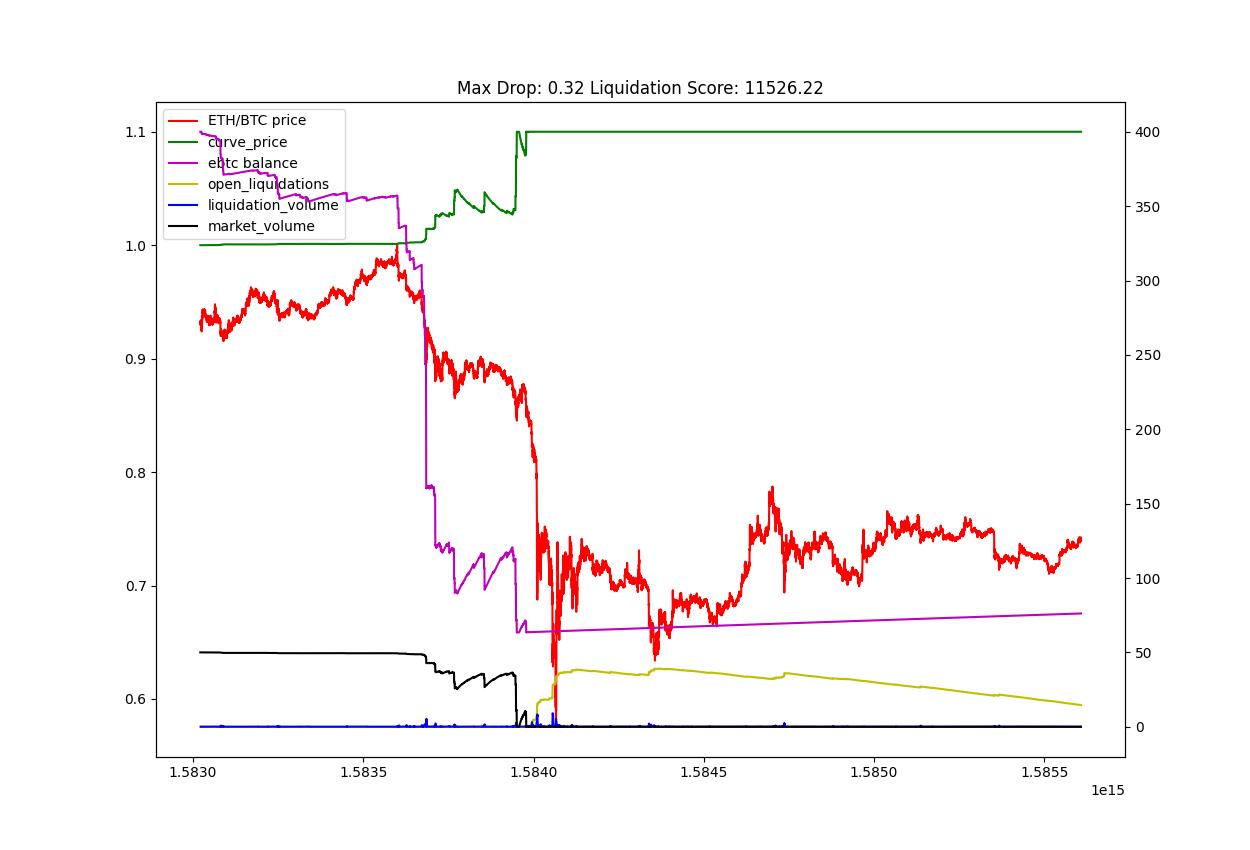 Max Drop: 0.32 Liquidation Score: 11526.22
ETH/BTC price
curve_price
ebtc balance
open_liquidations
liquidation_volume
market_volume
1.1
1.0
0.9
0.8
0.7
0.6
400
350
300
250
200
150
100
50
0
1.5830 1.5835 1.5840 1.5845 1.5850 1.5855
1e15